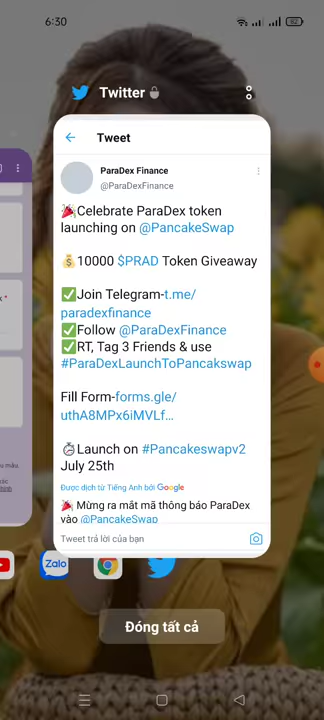 6:30
62
Twitter
Tweet
ParaDex Finance
@ParaDexFinance
🎉Celebrate ParaDex token
launching on @PancakeSwap
💰10000 $PRAD Token Giveaway
✅Join Telegram-t.me/
paradexfinance
✅Follow @ParaDexFinance
✅RT, Tag 3 Friends & use
#ParaDexLaunchToPancakswap
Fill Form-forms.gle/
uthA8MPx6iMVLf...
⏱Launch on #Pancakeswapv2
July 25th
Được dịch từ Tiếng Anh bởi Google
🎉 Mừng ra mắt mã thông báo ParaDex
vào @PancakeSwap
Tweet trả lời của bạn
Zalo
Đóng tất cả